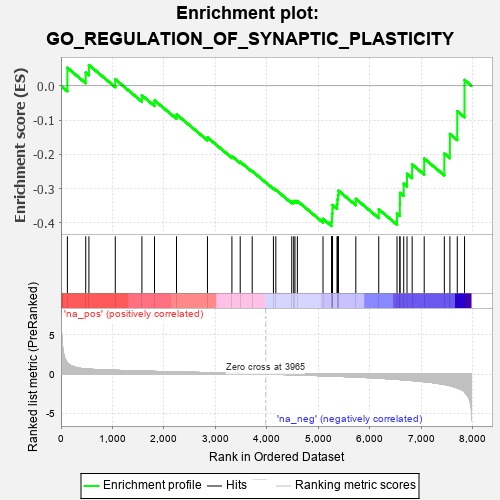 Enrichment plot:
GO_REGULATION_OF_SYNAPTIC_PLASTICITY
Enrichment score (ES)
0.0
-0.1
-0.2
-0.3
-0.4
'na_pos' (positively correlated)
Ranked list metric (PreRanked)
5
0
-5
Zero cross at 3965
'na_neg' (negatively correlated)
0
1,000
2,000
3,000
4,000
5,000
6,000
7,000
8,000
Rank in Ordered Dataset
Enrichment profile
Hits
Ranking metric scores